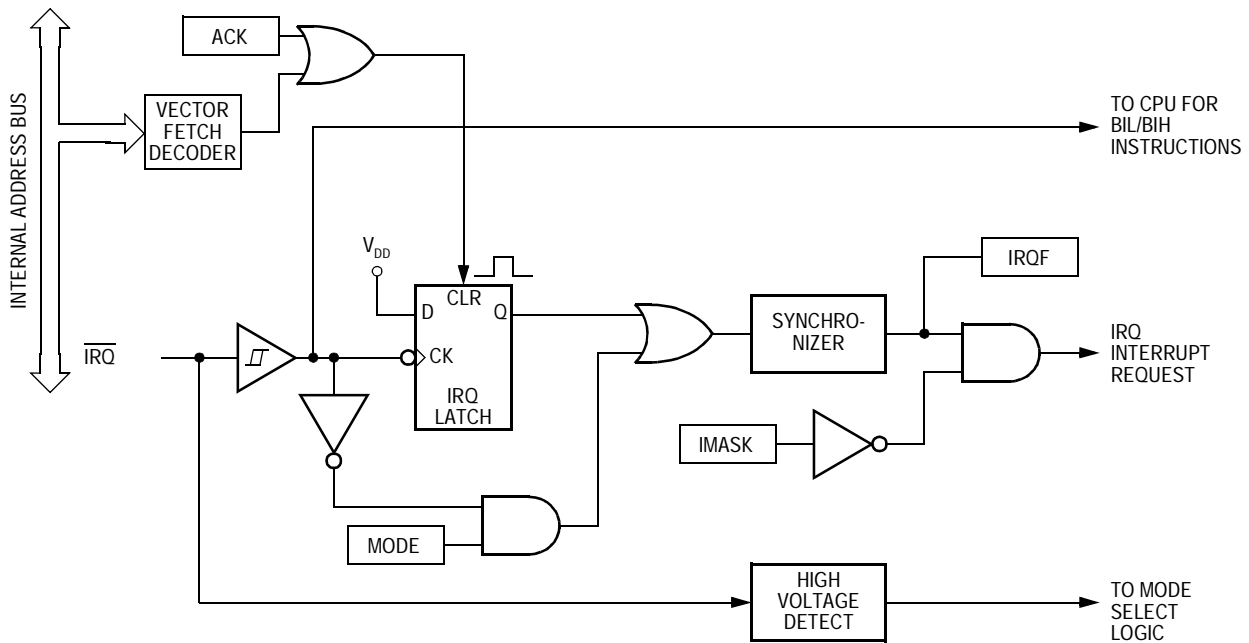 INTERNAL ADDRESS BUS
ACK
VECTOR
FETCH
DECODER
TO CPU FOR
BIL/BIH
INSTRUCTIONS
VDD
CLR
D
Q
CK
IRQ
LATCH
IRQ
SYNCHRO-
NIZER
IRQF
IRQ
INTERRUPT
REQUEST
IMASK
MODE
HIGH
VOLTAGE
DETECT
TO MODE
SELECT
LOGIC